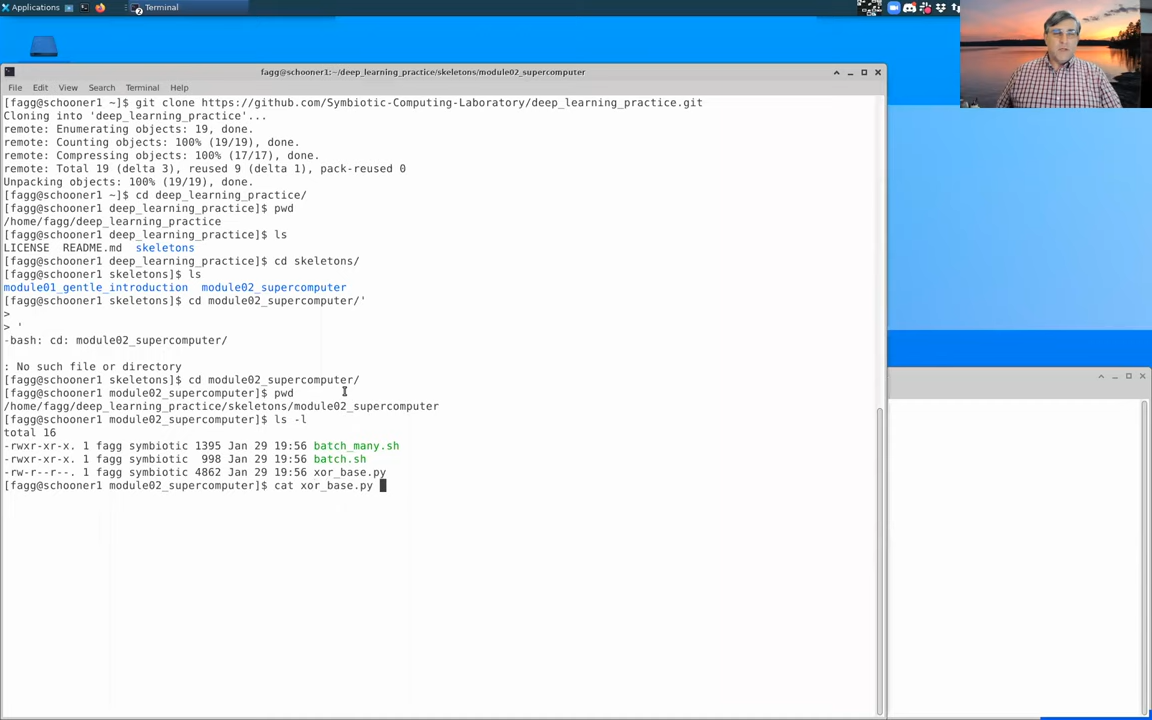 Applications
Terminal
fagg@schooner1:~/deep_learning_practice/skeletons/module02_supercomputer
File Edit View Search Terminal Help
[fagg@schooner1 ~]$ git clone https://github.com/Symbiotic-Computing-Laboratory/deep_learning_practice.git
Cloning into 'deep_learning_practice'...
remote: Enumerating objects: 19, done.
remote: Counting objects: 100% (19/19), done.
remote: Compressing objects: 100% (17/17), done.
remote: Total 19 (delta 3), reused 9 (delta 1), pack-reused 0
Unpacking objects: 100% (19/19), done.
[fagg@schooner1 ~]$ cd deep_learning_practice/
[fagg@schooner1 deep_learning_practice]$ pwd
/home/fagg/deep_learning_practice
[fagg@schooner1 deep_learning_practice]$ ls
LICENSE  README.md  skeletons
[fagg@schooner1 deep_learning_practice]$ cd skeletons/
[fagg@schooner1 skeletons]$ ls
module01_gentle_introduction  module02_supercomputer
[fagg@schooner1 skeletons]$ cd module02_supercomputer/'
>
> '
-bash: cd: module02_supercomputer/
: No such file or directory
[fagg@schooner1 skeletons]$ cd module02_supercomputer/
[fagg@schooner1 module02_supercomputer]$ pwd
/home/fagg/deep_learning_practice/skeletons/module02_supercomputer
[fagg@schooner1 module02_supercomputer]$ ls -l
total 16
-rwxr-xr-x. 1 fagg symbiotic 1395 Jan 29 19:56 batch_many.sh
-rwxr-xr-x. 1 fagg symbiotic  998 Jan 29 19:56 batch.sh
-rw-r--r--. 1 fagg symbiotic 4862 Jan 29 19:56 xor_base.py
[fagg@schooner1 module02_supercomputer]$ cat xor_base.py